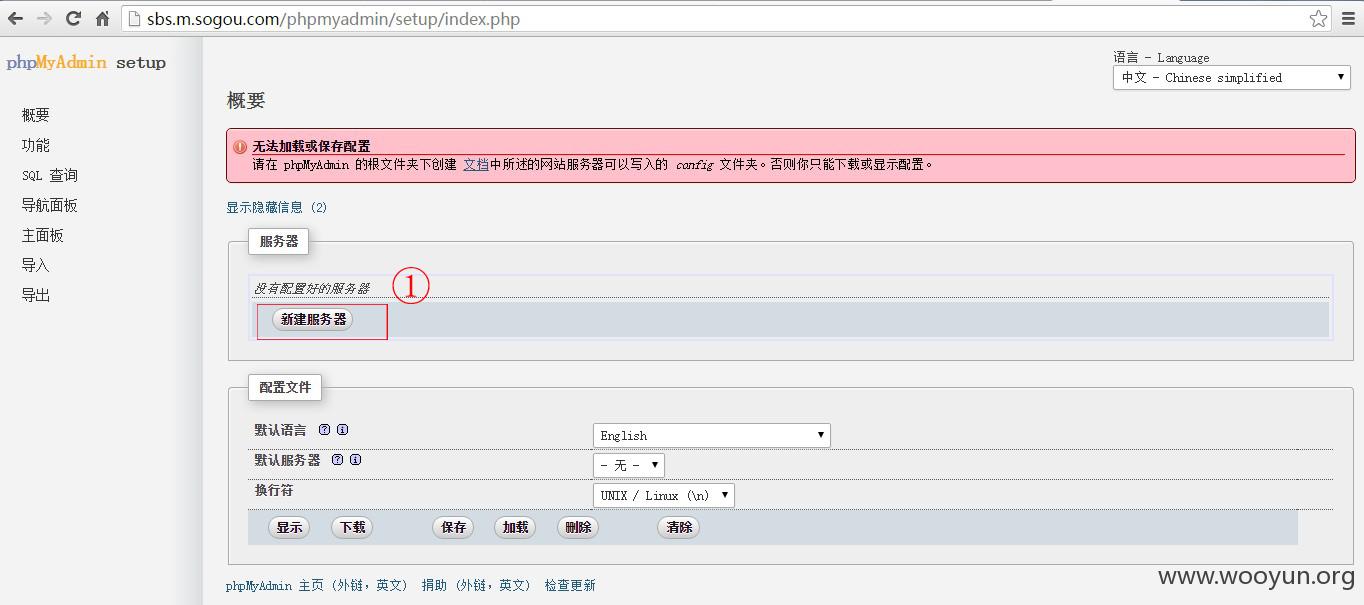 sbs.m.sogou.com/phpmyadmin/setup/index.php
phpMyAdmin setup
语言 - Language
中文 - Chinese simplified
概要
功能
SQL 查询
导航面板
主面板
导入
导出
概要
无法加载或保存配置
请在 phpMyAdmin 的根文件夹下创建 文档中所述的网站服务器可以写入的 config 文件夹。否则你只能下载或显示配置。
显示隐藏信息 (2)
服务器
没有配置好的服务器
①
新建服务器
配置文件
默认语言 English
默认服务器 - 无 -
换行符 UNIX / Linux (\n)
显示 下载 保存 加载 删除 清除
phpMyAdmin 主页 (外链，英文) 捐助 (外链，英文) 检查更新
www.wooyun.org